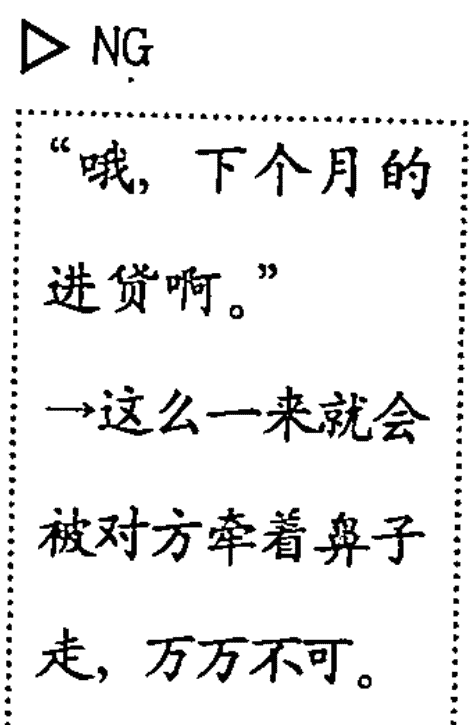 ▷ NG
“哦，下个月的
进贷啊。”
→这么一来就会
被对方牵着鼻子
走，万万不可。